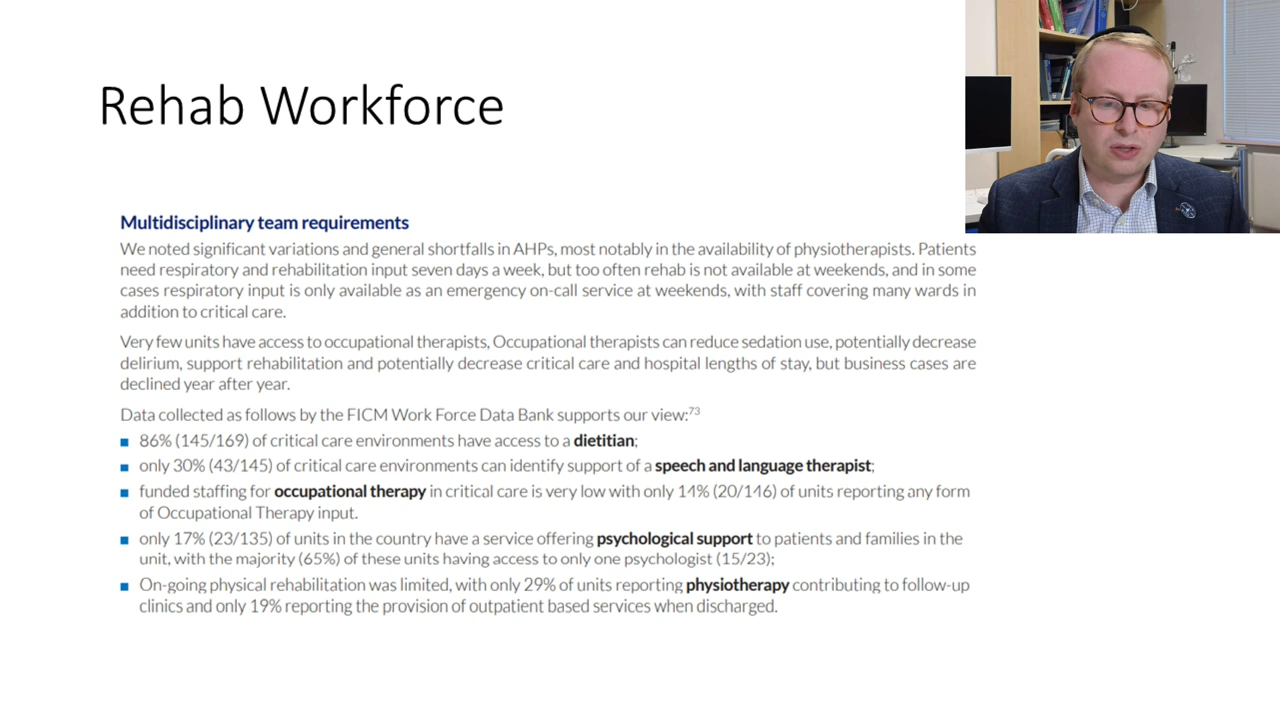 Rehab Workforce
Multidisciplinary team requirements
We noted significant variations and general shortfalls in AHPs, most notably in the availability of physiotherapists. Patients
need respiratory and rehabilitation input seven days a week, but too often rehab is not available at weekends, and in some
cases respiratory input is only available as an emergency on-call service at weekends, with staff covering many wards in
addition to critical care.
Very few units have access to occupational therapists, Occupational therapists can reduce sedation use, potentially decrease
delirium, support rehabilitation and potentially decrease critical care and hospital lengths of stay, but business cases are
declined year after year.
Data collected as follows by the FICM Work Force Data Bank supports our view:73
■ 86% (145/169) of critical care environments have access to a dietitian;
■ only 30% (43/145) of critical care environments can identify support of a speech and language therapist;
■ funded staffing for occupational therapy in critical care is very low with only 14% (20/146) of units reporting any form
of Occupational Therapy input.
■ only 17% (23/135) of units in the country have a service offering psychological support to patients and families in the
unit, with the majority (65%) of these units having access to only one psychologist (15/23);
■ On-going physical rehabilitation was limited, with only 29% of units reporting physiotherapy contributing to follow-up
clinics and only 19% reporting the provision of outpatient based services when discharged.